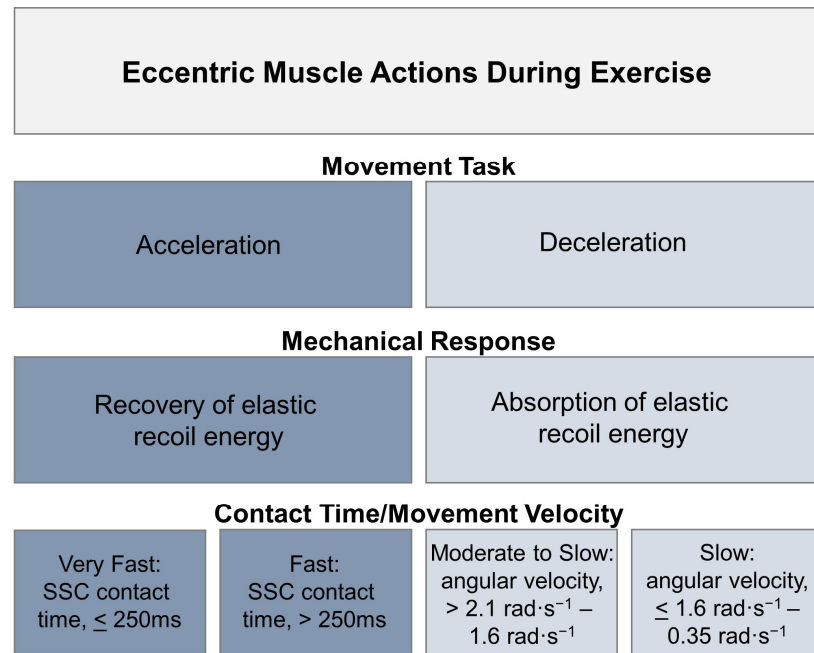 Eccentric Muscle Actions During Exercise
Movement Task
Acceleration
Deceleration
Mechanical Response
Recovery of elastic
recoil energy
Absorption of elastic
recoil energy
Contact Time/Movement Velocity
Very Fast:
SSC contact
time, ≤ 250ms
Fast:
SSC contact
time, > 250ms
Moderate to Slow:
angular velocity,
> 2.1 rad·s⁻¹ –
1.6 rad·s⁻¹
Slow:
angular velocity,
≤ 1.6 rad·s⁻¹ –
0.35 rad·s⁻¹